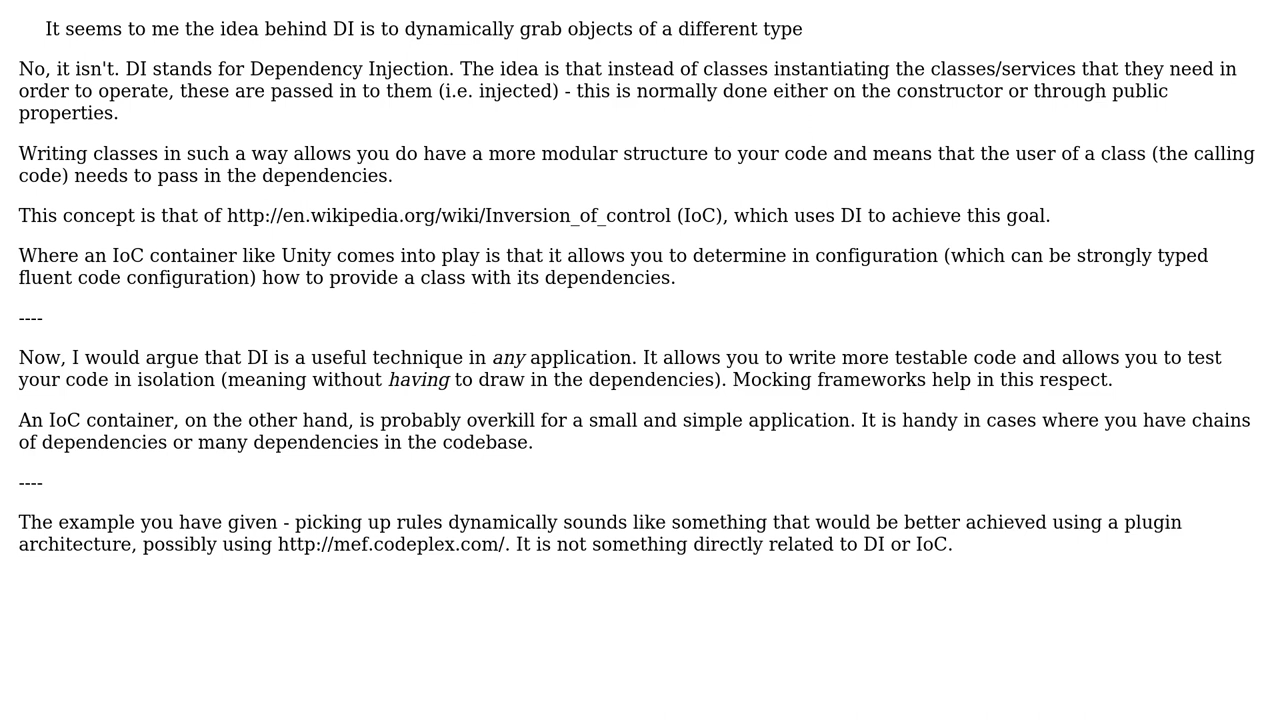 It seems to me the idea behind DI is to dynamically grab objects of a different type
No, it isn't. DI stands for Dependency Injection. The idea is that instead of classes instantiating the classes/services that they need in
order to operate, these are passed in to them (i.e. injected) - this is normally done either on the constructor or through public
properties.
Writing classes in such a way allows you do have a more modular structure to your code and means that the user of a class (the calling
code) needs to pass in the dependencies.
This concept is that of http://en.wikipedia.org/wiki/Inversion_of_control (IoC), which uses DI to achieve this goal.
Where an IoC container like Unity comes into play is that it allows you to determine in configuration (which can be strongly typed
fluent code configuration) how to provide a class with its dependencies.
----
Now, I would argue that DI is a useful technique in any application. It allows you to write more testable code and allows you to test
your code in isolation (meaning without having to draw in the dependencies). Mocking frameworks help in this respect.
An IoC container, on the other hand, is probably overkill for a small and simple application. It is handy in cases where you have chains
of dependencies or many dependencies in the codebase.
----
The example you have given - picking up rules dynamically sounds like something that would be better achieved using a plugin
architecture, possibly using http://mef.codeplex.com/. It is not something directly related to DI or IoC.